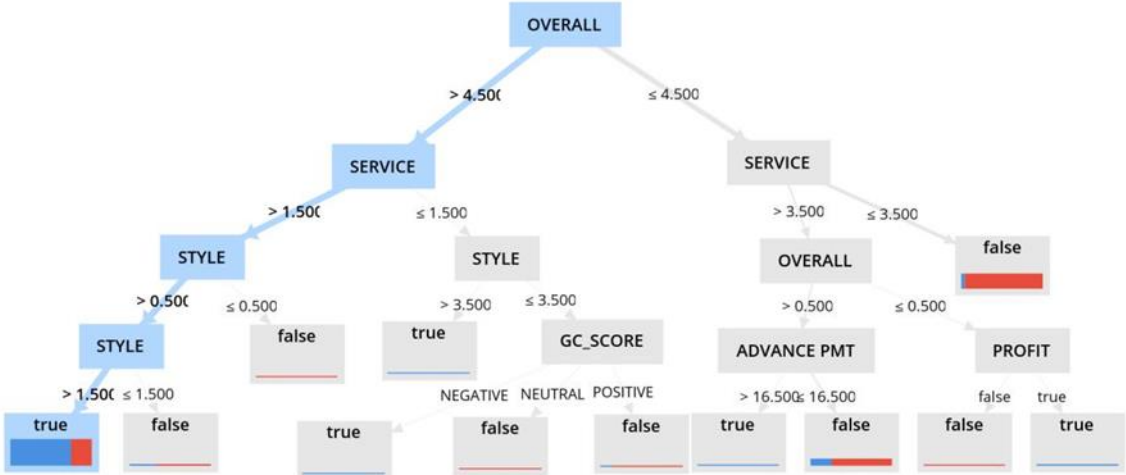 OVERALL
> 4.500 ≤ 4.500
SERVICE SERVICE
> 1.500 ≤ 1.500 > 3.500 ≤ 3.500
STYLE STYLE OVERALL false
> 0.500 ≤ 0.500 > 3.500 ≤ 3.500 > 0.500 ≤ 0.500
STYLE false true GC_SCORE ADVANCE PMT PROFIT
> 1.500 ≤ 1.500 NEGATIVE NEUTRAL POSITIVE > 16.500 ≤ 16.500 false true
true false true false false true false false true